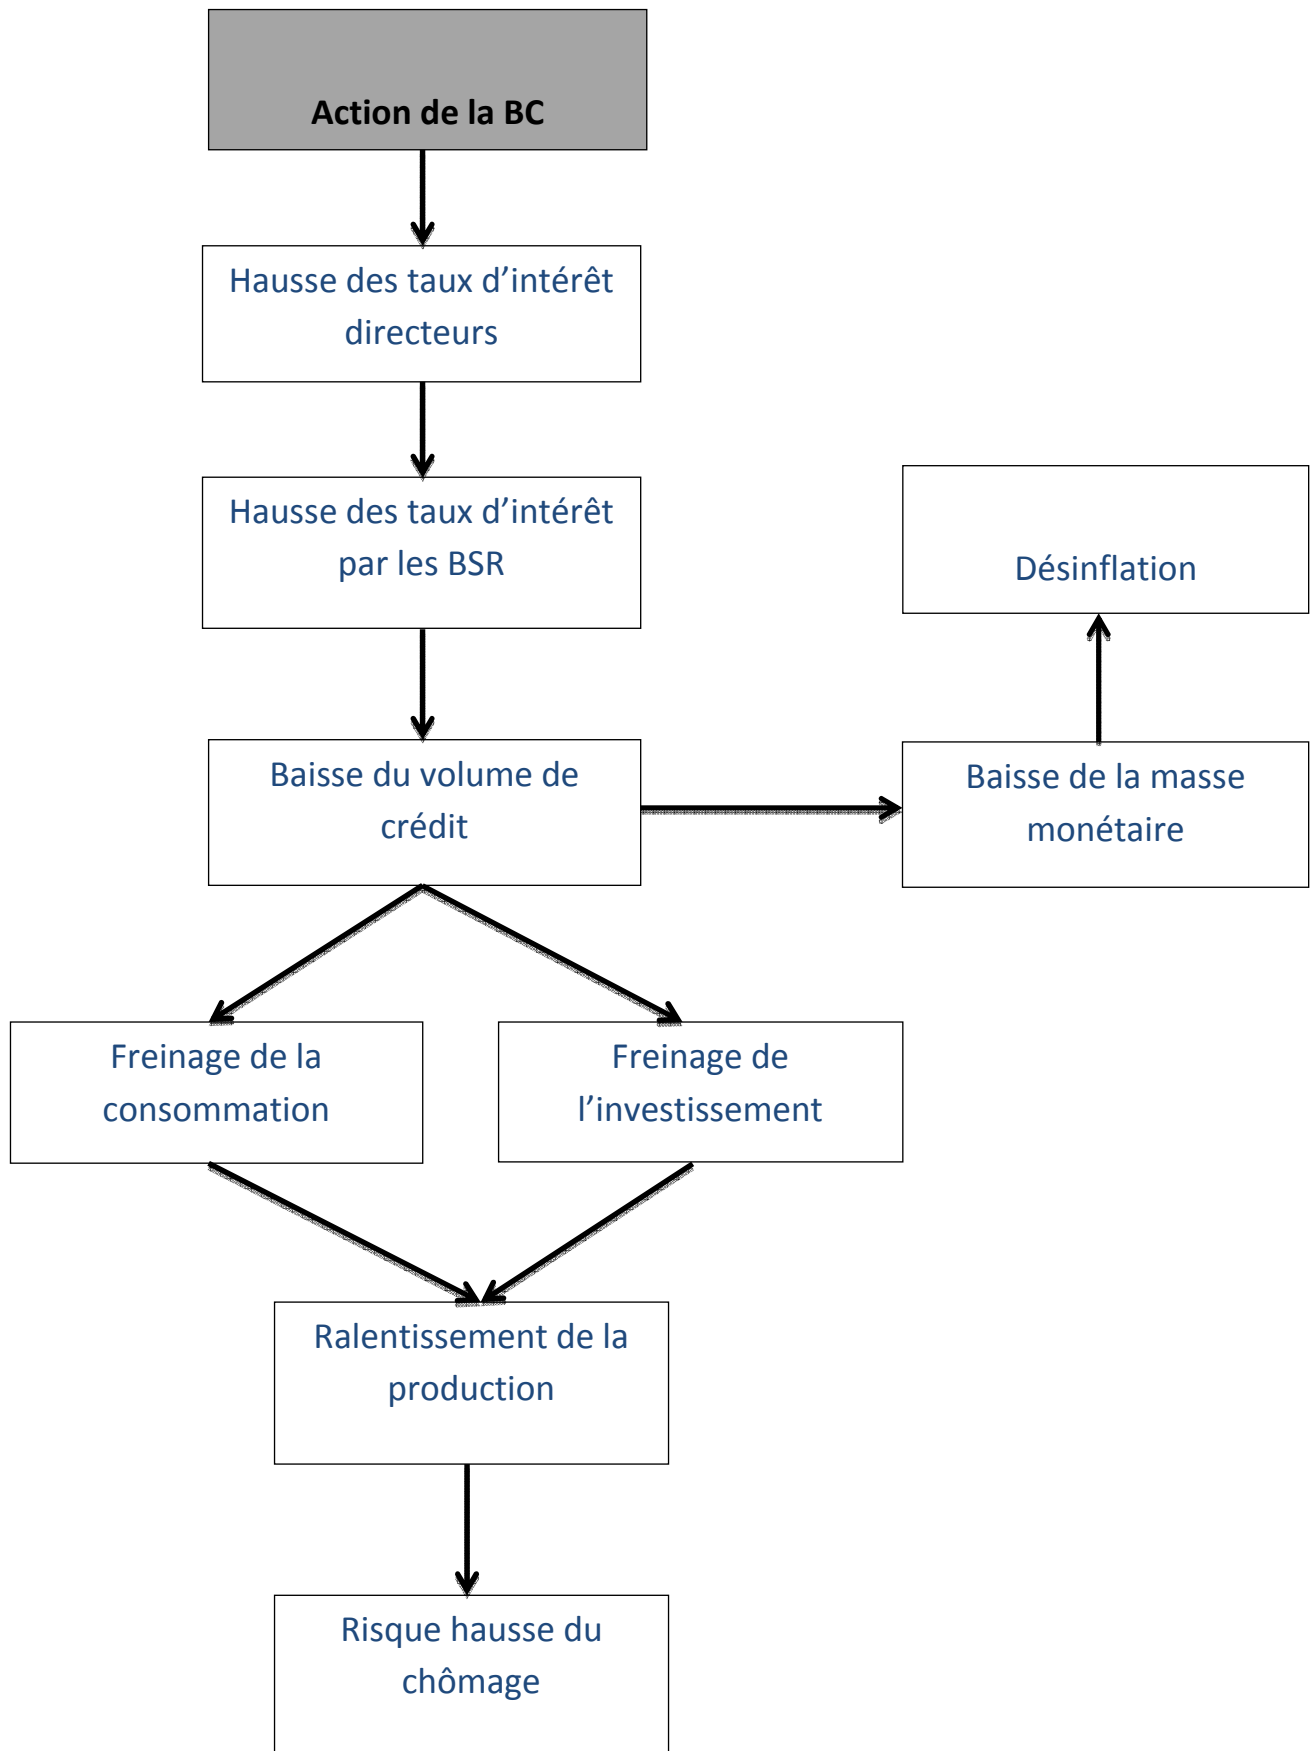 Action de la BC
Hausse des taux d’intérêt
directeurs
Hausse des taux d’intérêt
par les BSR
Désinflation
Baisse du volume de
crédit
Baisse de la masse
monétaire
Freinage de la
consommation
Freinage de
l’investissement
Ralentissement de la
production
Risque hausse du
chômage